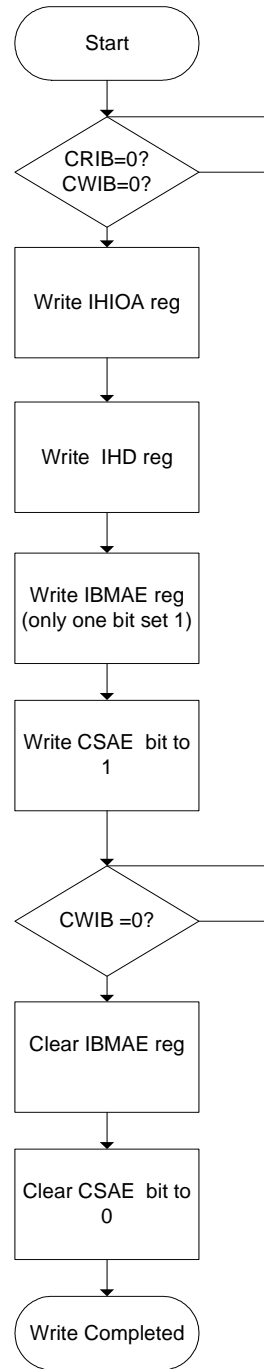 Start
CRIB=0?
CWIB=0?
Write IHIOA reg
Write IHD reg
Write IBMAE reg
(only one bit set 1)
Write CSAE bit to
1
CWIB =0?
Clear IBMAE reg
Clear CSAE bit to
0
Write Completed